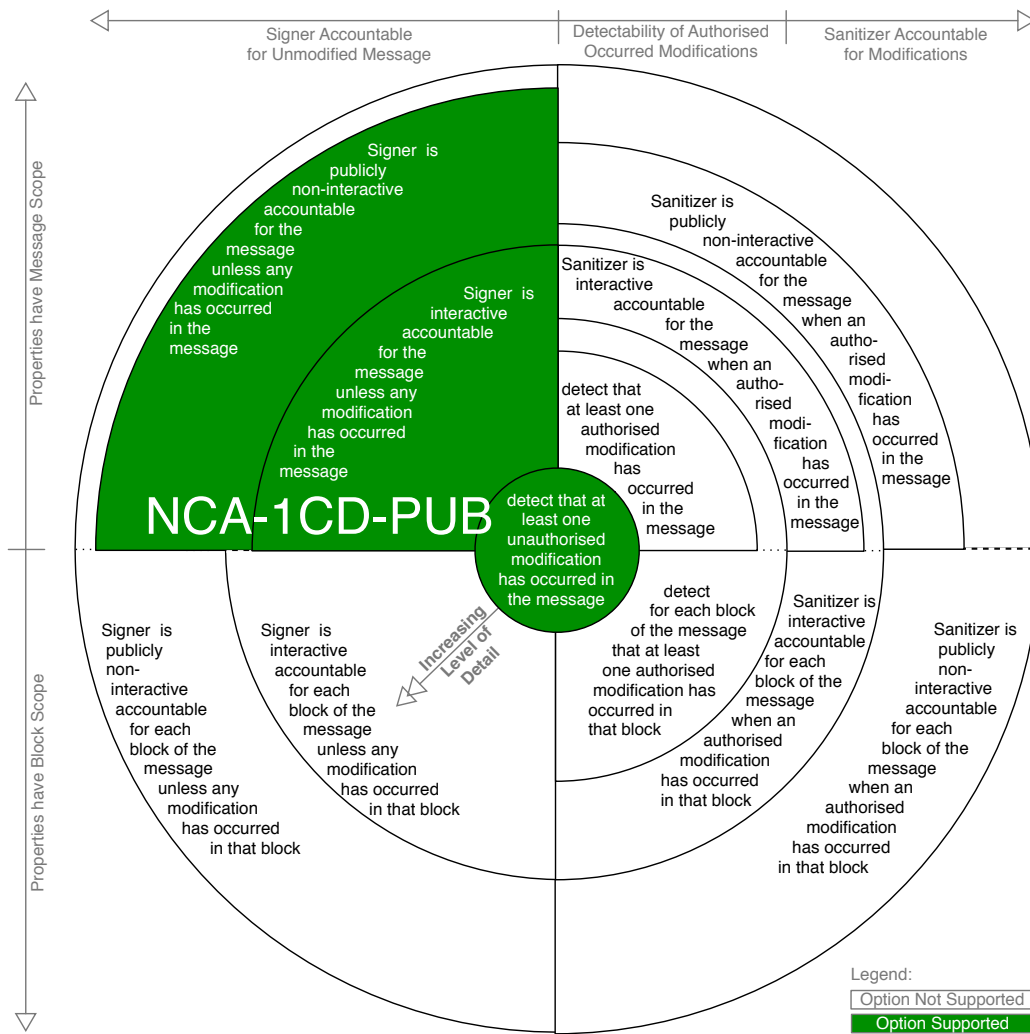 Signer Accountable
for Unmodified Message
Detectability of Authorised
Occurred Modifications
Sanitizer Accountable
for Modifications
Properties have Message Scope
Properties have Block Scope
Signer is
publicly
non-interactive
accountable
for the
message
unless any
modification
has occurred
in the
message
Signer is
interactive
accountable
for the
message
unless any
modification
has occurred
in the
message
Sanitizer is
publicly
non-interactive
accountable
for the
message
when an
autho-
rised
modi-
fication
has
occurred
in the
message
Sanitizer is
interactive
accountable
for the
message
when an
autho-
rised
modi-
fication
has
occurred
in the
message
detect that
at least one
authorised
modification
has
occurred
in the
message
NCA-1CD-PUB
detect that at
least one
unauthorised
modification
has occurred in
the message
Increasing
Level of
Detail
Signer is
publicly
non-
interactive
accountable
for each
block of the
message
unless any
modification
has occurred
in that block
Signer is
interactive
accountable
for each
block of the
message
unless any
modification
has occurred
in that block
detect
for each block
of the message
that at least
one authorised
modification has
occurred in
that block
Sanitizer is
interactive
accountable
for each
block of the
message
when an
authorised
modification
has occurred
in that block
Sanitizer is
publicly
non-
interactive
accountable
for each
block of the
message
when an
authorised
modification
has occurred
in that block
Legend:
Option Not Supported
Option Supported